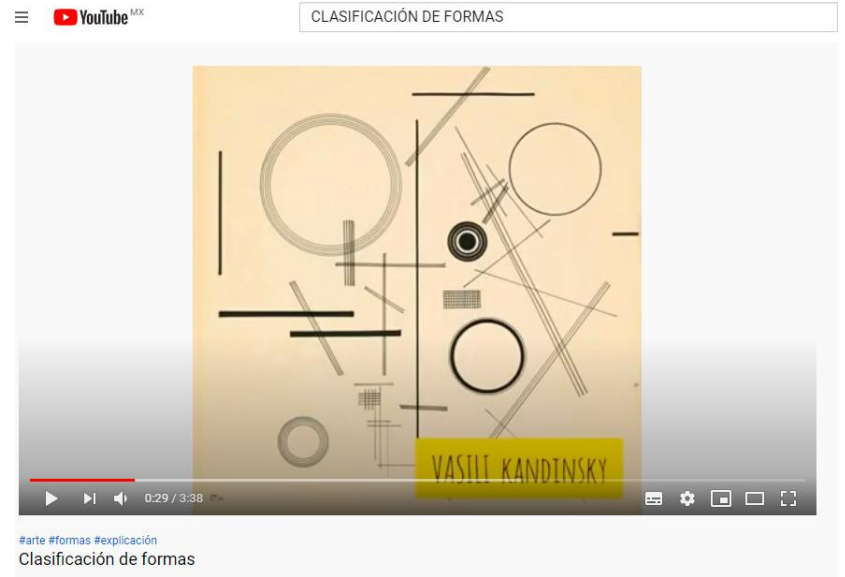 YouTube MX
CLASIFICACIÓN DE FORMAS
VASILI KANDINSKY
0:29 / 3:38
#arte #formas #explicación
Clasificación de formas